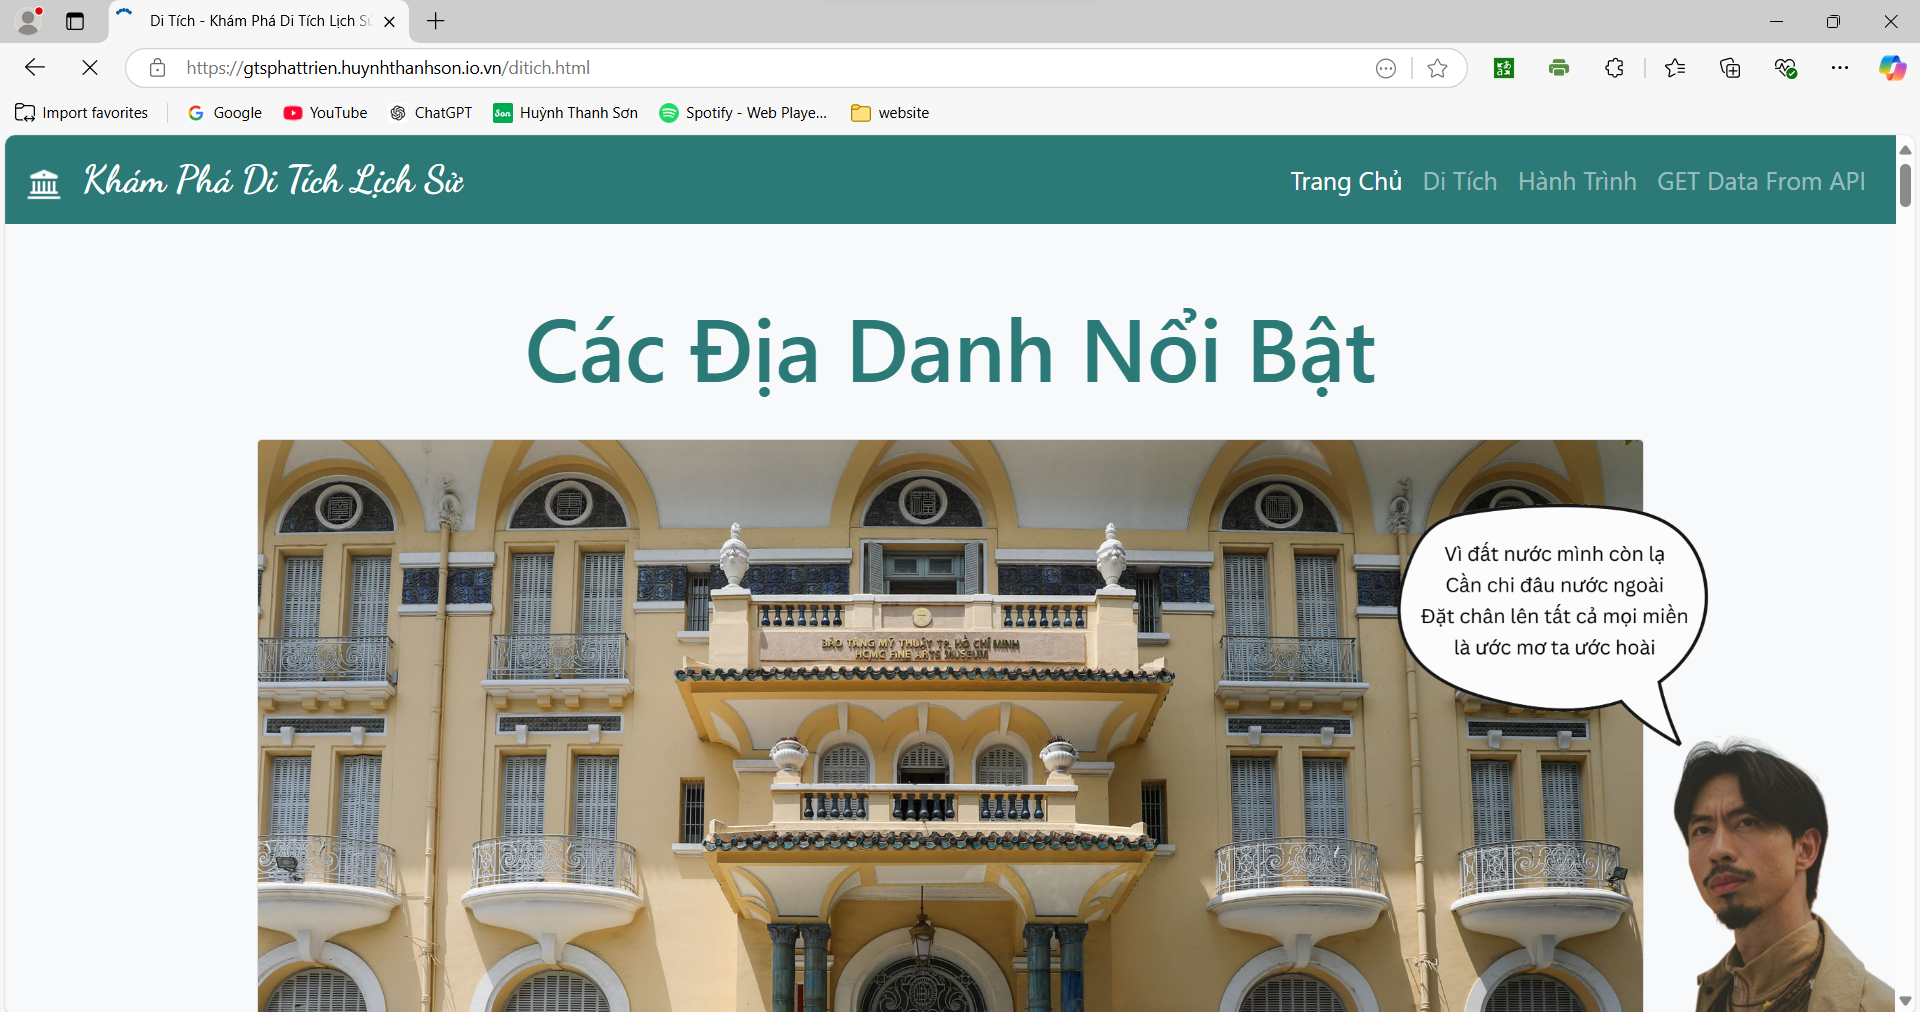 Di Tích - Khám Phá Di Tích Lịch Sử
https://gtsphattrien.huynhthanhson.io.vn/ditich.html
Import favorites
Google
YouTube
ChatGPT
Son
Huỳnh Thanh Sơn
Spotify - Web Playe...
website
Khám Phá Di Tích Lịch Sử
Trang Chủ
Di Tích
Hành Trình
GET Data From API
Các Địa Danh Nổi Bật
BẢO TÀNG MỸ THUẬT TP. HỒ CHÍ MINH
HCMC FINE ARTS MUSEUM
Vì đất nước mình còn lạ
Cần chi đâu nước ngoài
Đặt chân lên tất cả mọi miền
là ước mơ ta ước hoài